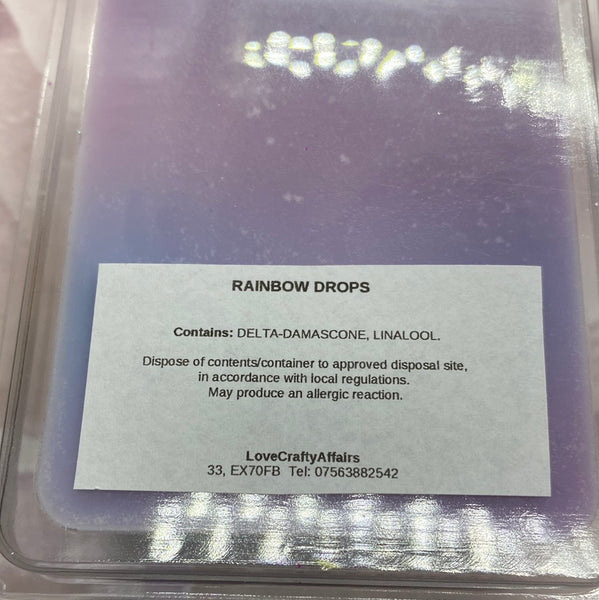 RAINBOW DROPS
Contains: DELTA-DAMASCONE, LINALOOL.
Dispose of contents/container to approved disposal site,
in accordance with local regulations.
May produce an allergic reaction.
LoveCraftyAffairs
33, EX70FB Tel: 07563882542